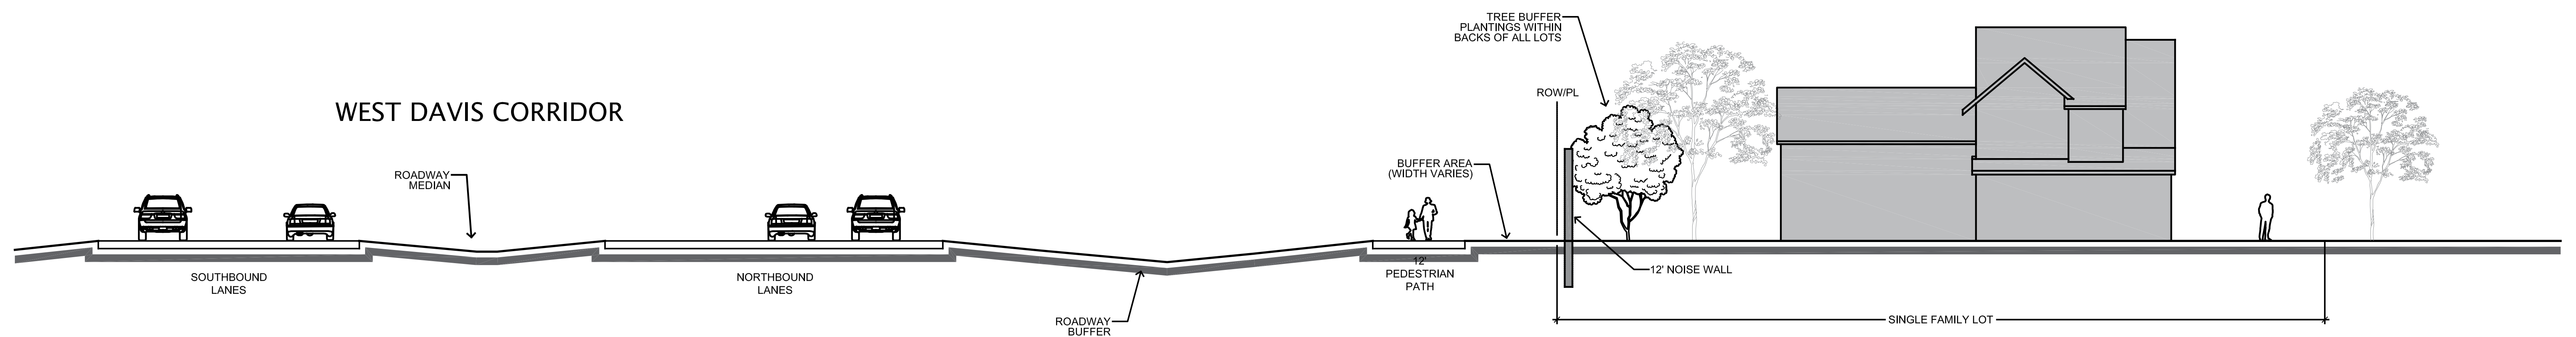 WEST DAVIS CORRIDOR
ROADWAY
MEDIAN
SOUTHBOUND
LANES
NORTHBOUND
LANES
ROADWAY
BUFFER
12'
PEDESTRIAN
PATH
BUFFER AREA
(WIDTH VARIES)
TREE BUFFER
PLANTINGS WITHIN
BACKS OF ALL LOTS
ROW/PL
12' NOISE WALL
SINGLE FAMILY LOT